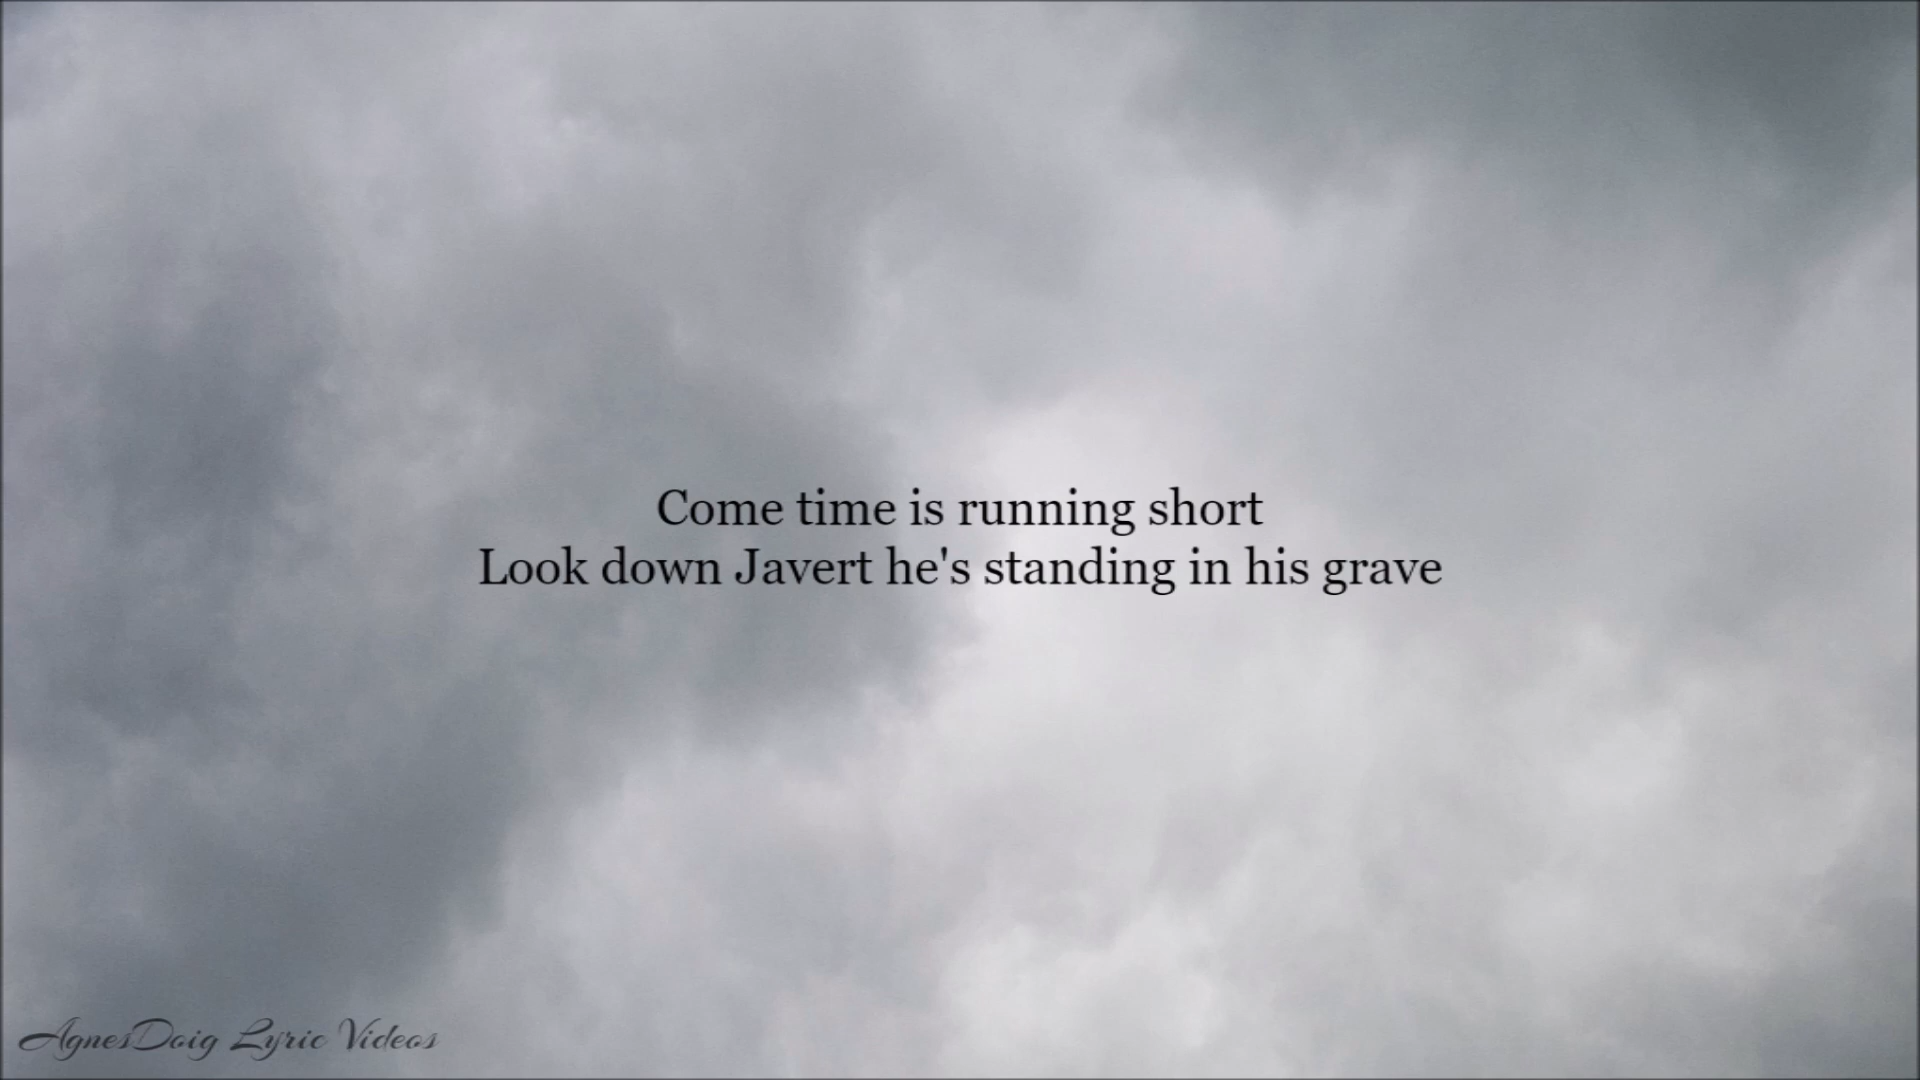 Come time is running short
Look down Javert he's standing in his grave
AgnesDoig Lyric Videos